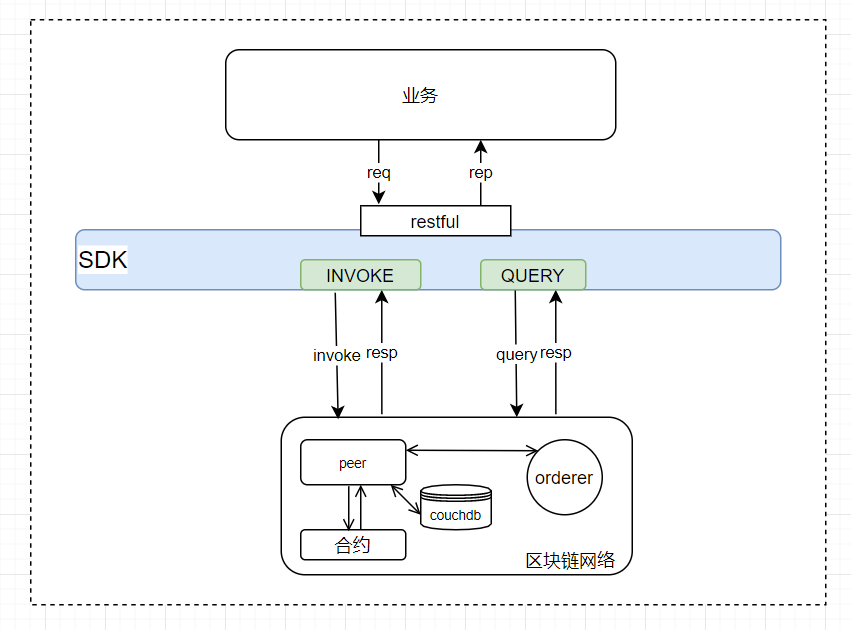 业务
req
rep
restful
SDK
INVOKE
QUERY
invoke
resp
query
resp
peer
orderer
couchdb
合约
区块链网络